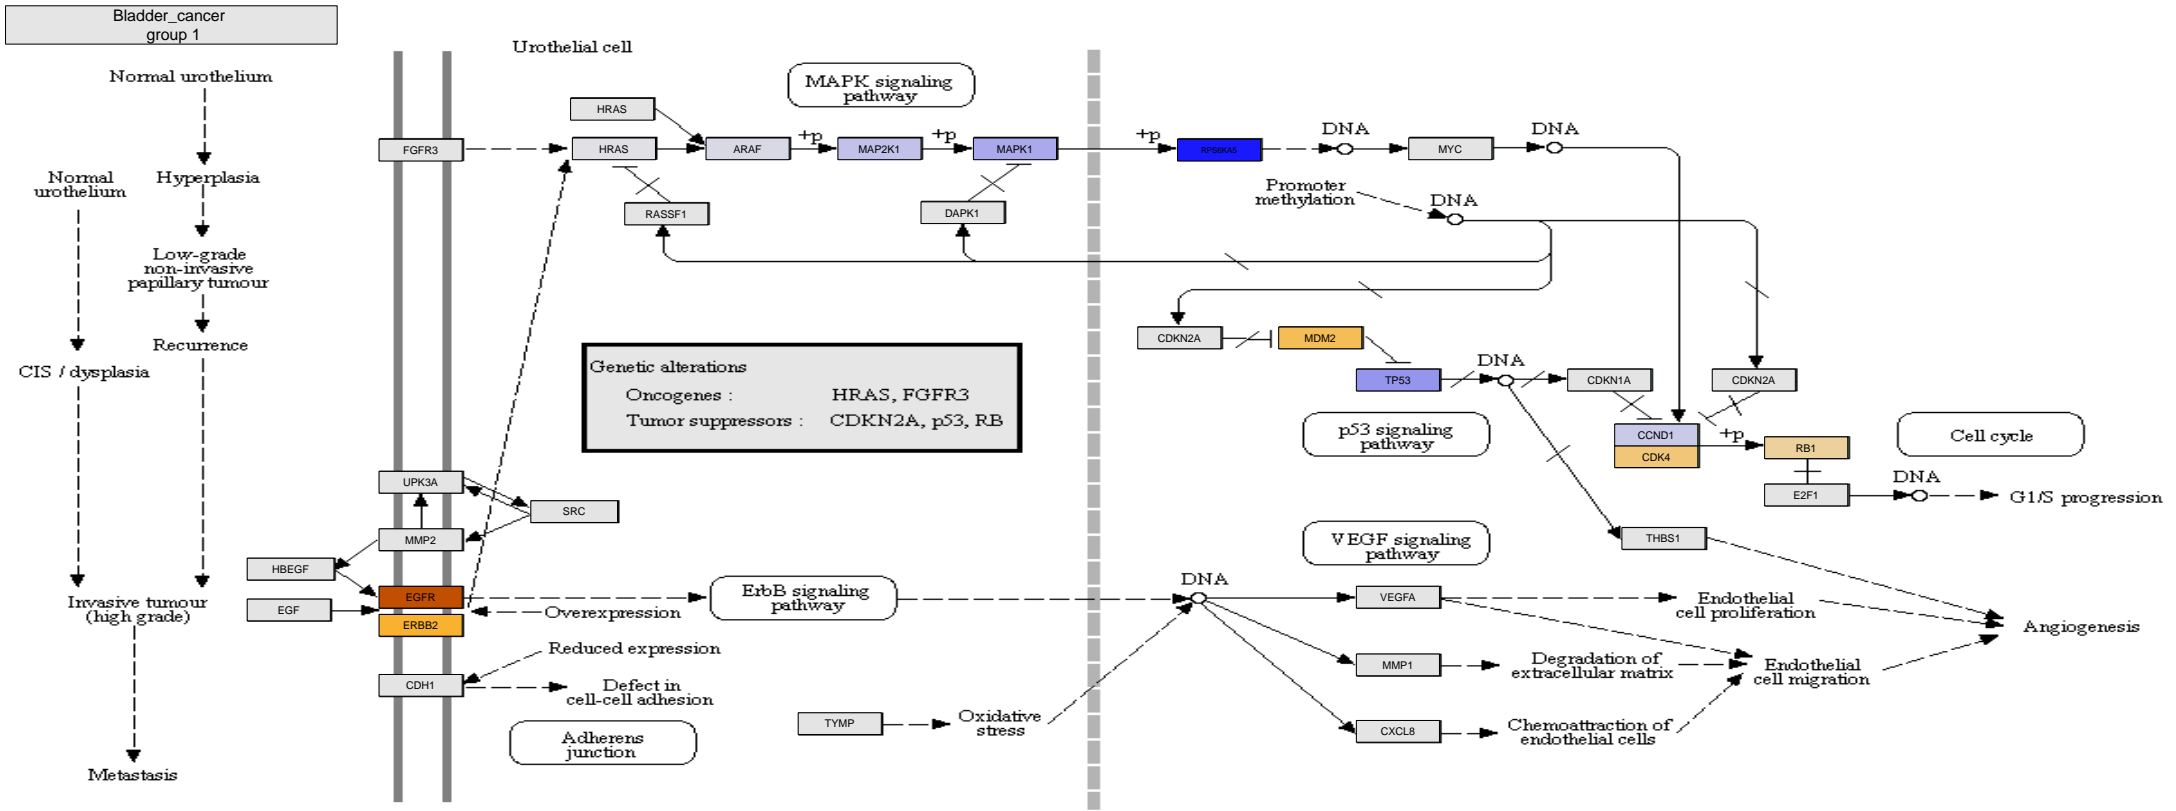 Bladder_cancer
group 1
Urothelial cell
Normal urothelium
MAPK signaling
pathway
HRAS
FGFR3
HRAS
ARAF
+p
MAP2K1
+p
MAPK1
+p
RPS6KA5
DNA
MYC
DNA
Normal
urothelium
Hyperplasia
RASSF1
DAPK1
Promoter
methylation
DNA
Low-grade
non-invasive
papillary tumour
Recurrence
CIS / dysplasia
CDKN2A
MDM2
TP53
DNA
CDKN1A
CDKN2A
Genetic alterations
Oncogenes : HRAS, FGFR3
Tumor suppressors : CDKN2A, p53, RB
p53 signaling
pathway
CCND1
CDK4
+p
RB1
Cell cycle
UPK3A
SRC
MMP2
E2F1
DNA
G1/S progression
HBEGF
EGFR
EGF
ERBB2
Overexpression
ErbB signaling
pathway
VEGF signaling
pathway
THBS1
DNA
VEGFA
Endothelial
cell proliferation
Angiogenesis
Invasive tumour
(high grade)
Reduced expression
CDH1
Defect in
cell-cell adhesion
MMP1
Degradation of
extracellular matrix
Endothelial
cell migration
TYMP
Oxidative
stress
CXCL8
Chemoattraction of
endothelial cells
Adherens
junction
Metastasis